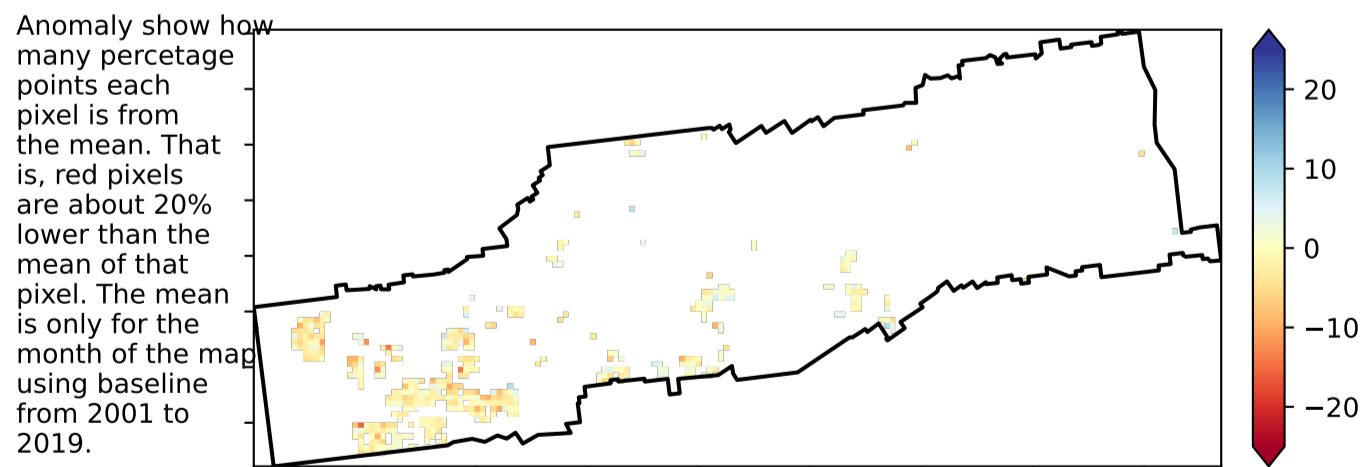 Anomaly show how
many percetage
points each
pixel is from
the mean. That
is, red pixels
are about 20%
lower than the
mean of that
pixel. The mean
is only for the
month of the map
using baseline
from 2001 to
2019.
20
10
0
−10
−20